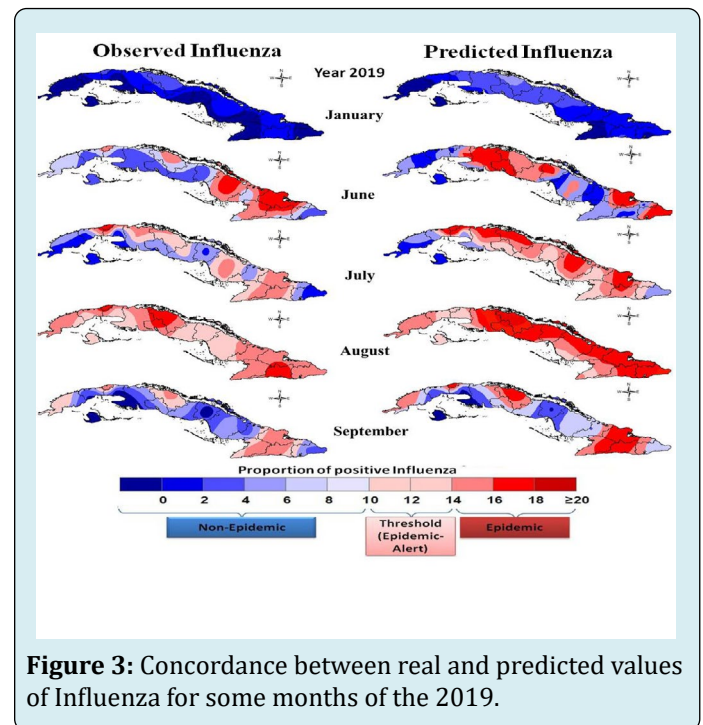 Observed Influenza Predicted Influenza
Year 2019
January
June
July
August
September
Proportion of positive Influenza
0 2 4 6 8 10 12 14 16 18 ≥20
Non-Epidemic
Threshold
(Epidemic-
Alert)
Epidemic
Figure 3: Concordance between real and predicted values
of Influenza for some months of the 2019.